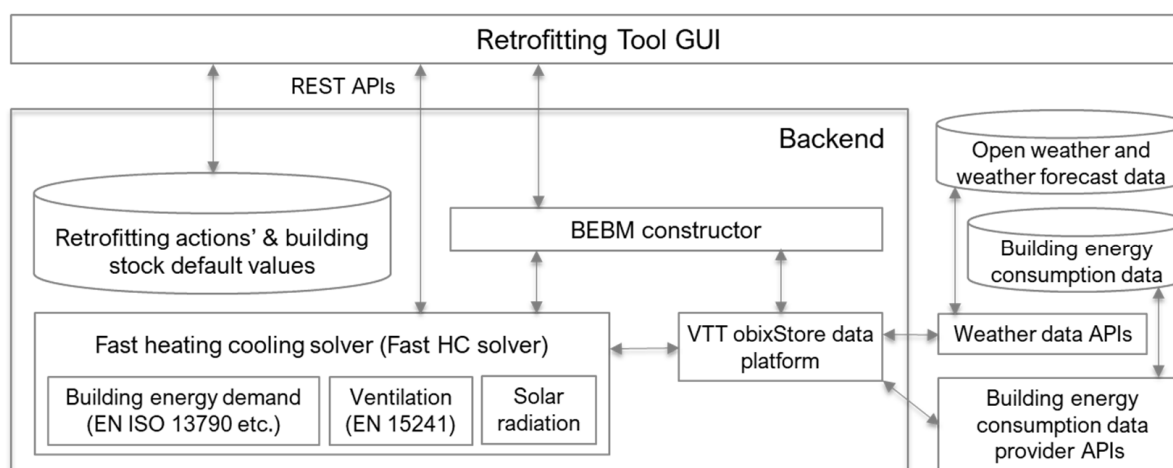 Retrofitting Tool GUI
REST APIs
Backend
Open weather and
weather forecast data
Retrofitting actions’ & building
stock default values
BEBM constructor
Building energy
consumption data
Fast heating cooling solver (Fast HC solver)
Building energy demand
(EN ISO 13790 etc.)
Ventilation
(EN 15241)
Solar
radiation
VTT obixStore data
platform
Weather data APIs
Building energy
consumption data
provider APIs